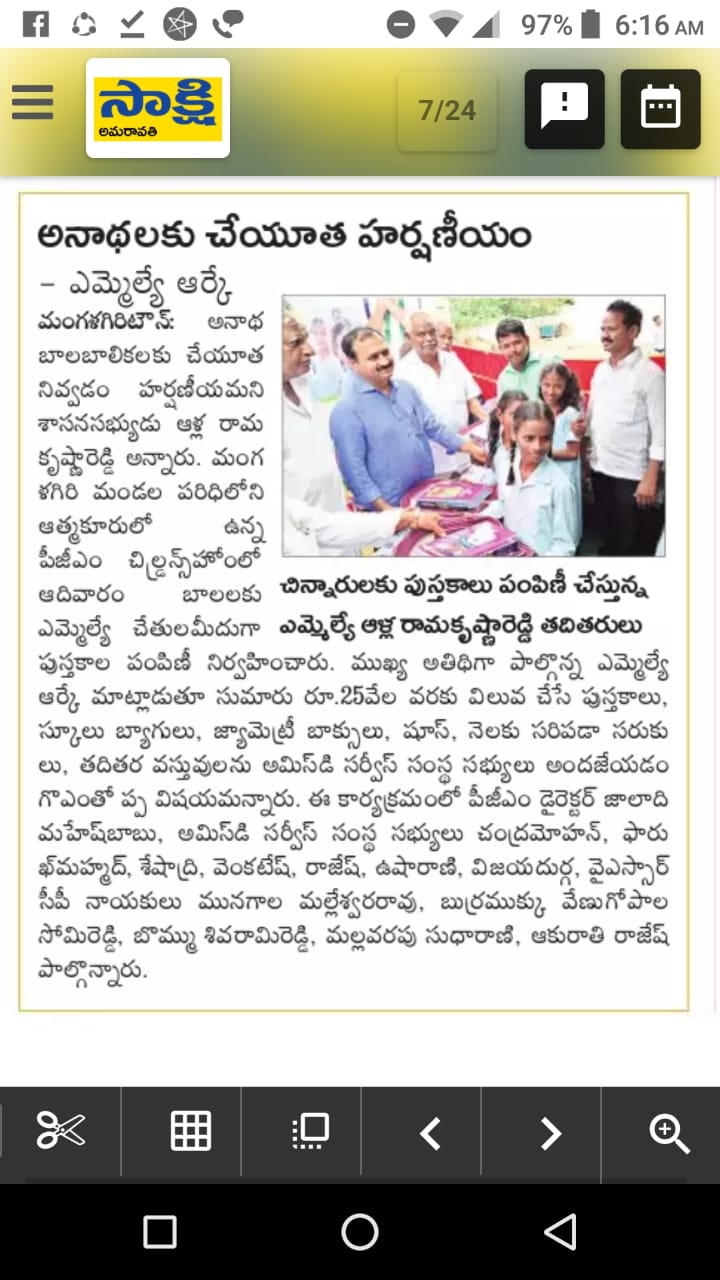 97% 6:16 AM
సాక్షి
అమరావతి
7/24
అనాథలకు చేయూత హర్షణీయం
– ఎమ్మెల్యే ఆర్కే
మంగళగిరిటౌన్: అనాథ
బాలబాలికలకు చేయూత
నివ్వడం హర్షణీయమని
శాసనసభ్యుడు ఆళ్ల రామ
కృష్ణారెడ్డి అన్నారు. మంగ
ళగిరి మండల పరిధిలోని
ఆత్మకూరులో ఉన్న
పీజీఎం చిల్డ్రన్స్‌హోంలో
ఆదివారం బాలలకు
ఎమ్మెల్యే చేతులమీదుగా
పుస్తకాల పంపిణీ నిర్వహించారు. ముఖ్య అతిథిగా పాల్గొన్న ఎమ్మెల్యే
ఆర్కే మాట్లాడుతూ సుమారు రూ.25వేల వరకు విలువ చేసే పుస్తకాలు,
స్కూలు బ్యాగులు, జ్యామెట్రీ బాక్సులు, షూస్, నెలకు సరిపడా సరుకు
లు, తదితర వస్తువులను అమిస్‌డి సర్వీస్ సంస్థ సభ్యులు అందజేయడం
గొఎంతో ప్ప విషయమన్నారు. ఈ కార్యక్రమంలో పీజీఎం డైరెక్టర్ జాలాది
మహేష్‌బాబు, అమిస్‌డి సర్వీస్ సంస్థ సభ్యులు చంద్రమోహన్, ఫారు
ఖ్‌మహ్మద్, శేషాద్రి, వెంకటేష్, రాజేష్, ఉషారాణి, విజయదుర్గ, వైఎస్సార్
సీపీ నాయకులు మునగాల మల్లేశ్వరరావు, బుర్రముక్కు వేణుగోపాల
సోమిరెడ్డి, బొమ్ము శివరామిరెడ్డి, మల్లవరపు సుధారాణి, ఆకురాతి రాజేష్
పాల్గొన్నారు.
చిన్నారులకు పుస్తకాలు పంపిణీ చేస్తున్న
ఎమ్మెల్యే ఆళ్ల రామకృష్ణారెడ్డి తదితరులు